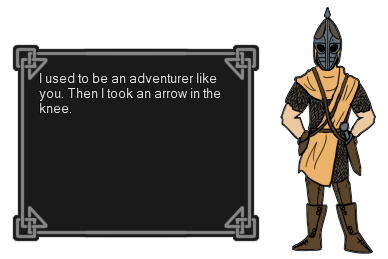 I used to be an adventurer like
you. Then I took an arrow in the
knee.